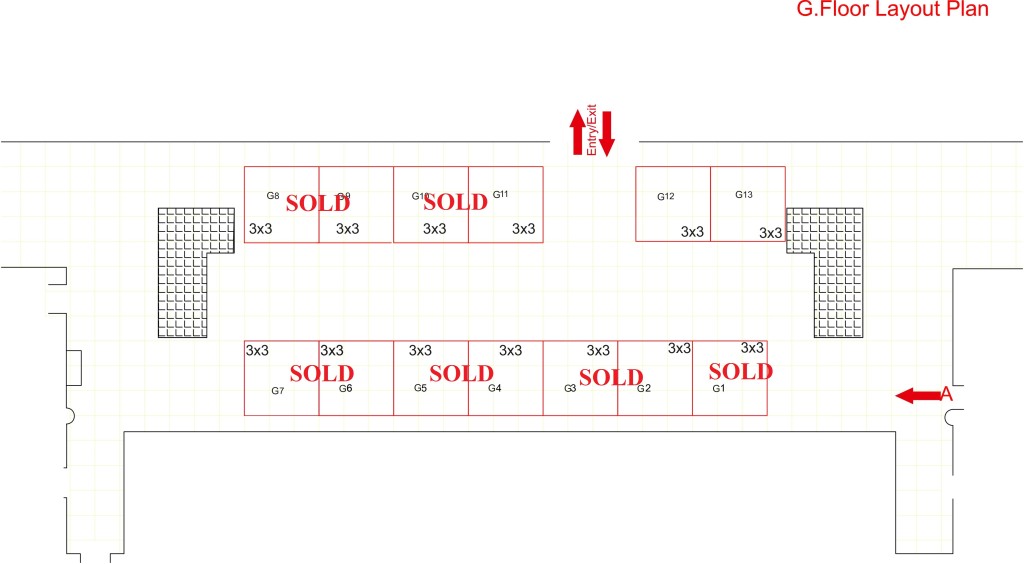 G.Floor Layout Plan
Entry/Exit
G8 SOLD G9 G10 SOLD G11 G12 G13
3x3 3x3 3x3 3x3 3x3 3x3
3x3 3x3 3x3 3x3 3x3 3x3 3x3
SOLD SOLD SOLD SOLD
G7 G6 G5 G4 G3 G2 G1
A